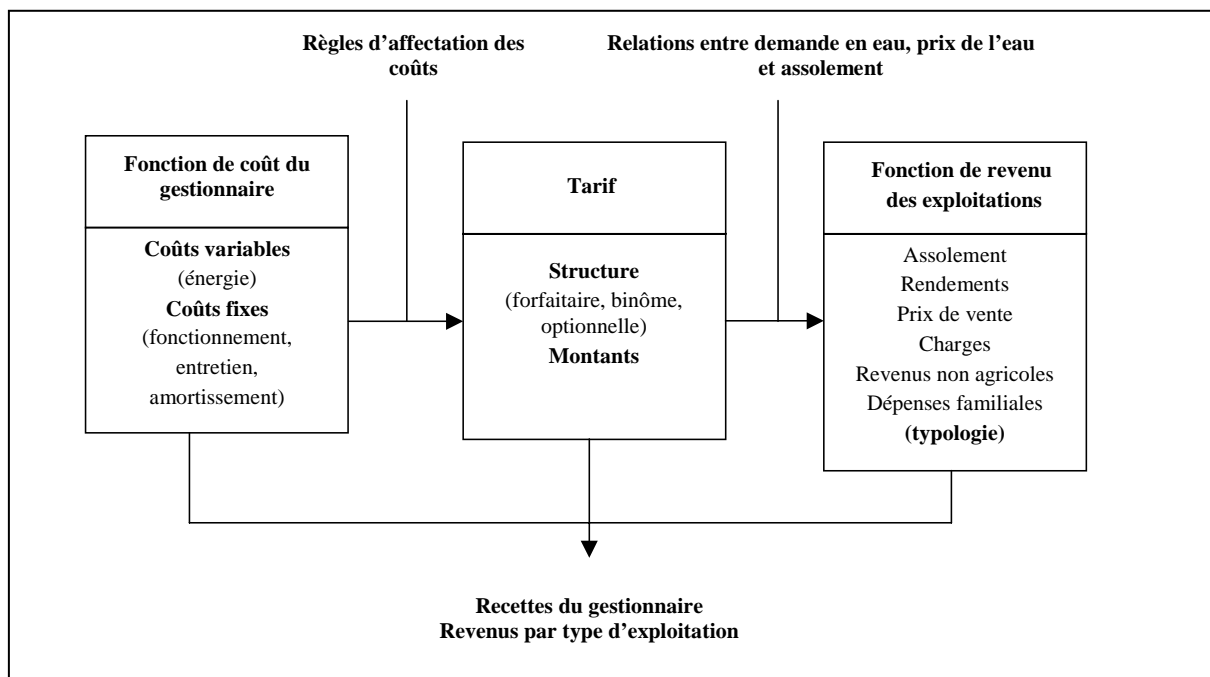 Règles d’affectation des
coûts
Relations entre demande en eau, prix de l’eau
et assolement
Fonction de coût du
gestionnaire
Coûts variables
(énergie)
Coûts fixes
(fonctionnement,
entretien,
amortissement)
Tarif
Structure
(forfaitaire, binôme,
optionnelle)
Montants
Fonction de revenu
des exploitations
Assolement
Rendements
Prix de vente
Charges
Revenus non agricoles
Dépenses familiales
(typologie)
Recettes du gestionnaire
Revenus par type d’exploitation